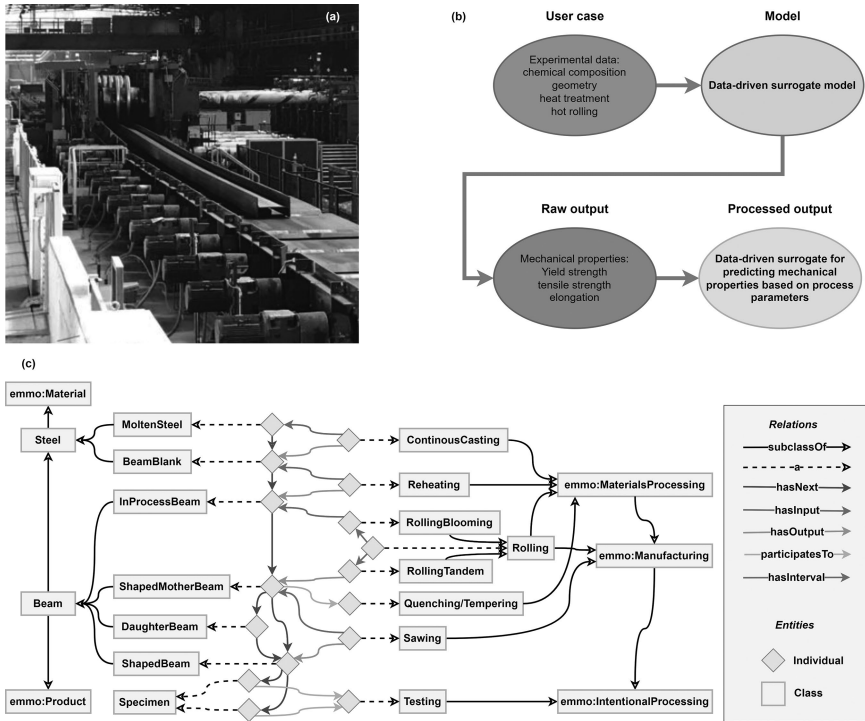 (a)
(b)
User case
Model
Experimental data:
chemical composition
geometry
heat treatment
hot rolling
Data-driven surrogate model
Raw output
Processed output
Mechanical properties:
Yield strength
tensile strength
elongation
Data-driven surrogate for
predicting mechanical
properties based on process
parameters
(c)
emmo:Material
Steel
Beam
emmo:Product
MoltenSteel
BeamBlank
InProcessBeam
ShapedMotherBeam
DaughterBeam
ShapedBeam
Specimen
ContinousCasting
Reheating
RollingBlooming
Rolling
RollingTandem
Quenching/Tempering
Sawing
Testing
emmo:MaterialsProcessing
emmo:Manufacturing
emmo:IntentionalProcessing
Relations
subclassOf
a
hasNext
hasInput
hasOutput
participatesTo
hasInterval
Entities
Individual
Class